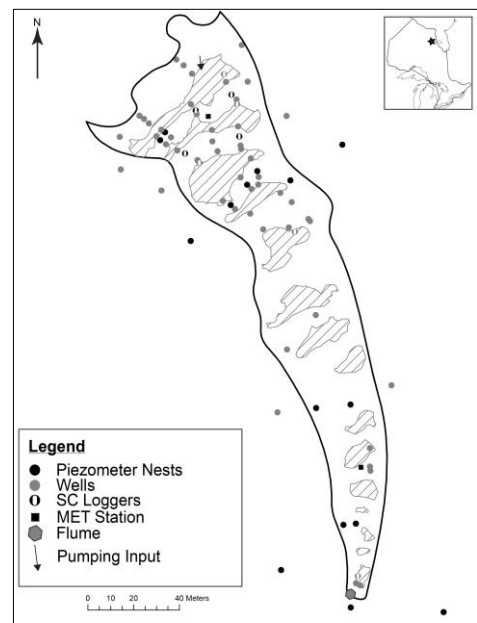 N
Legend
Piezometer Nests
Wells
SC Loggers
MET Station
Flume
Pumping Input
0 10 20 40 Meters